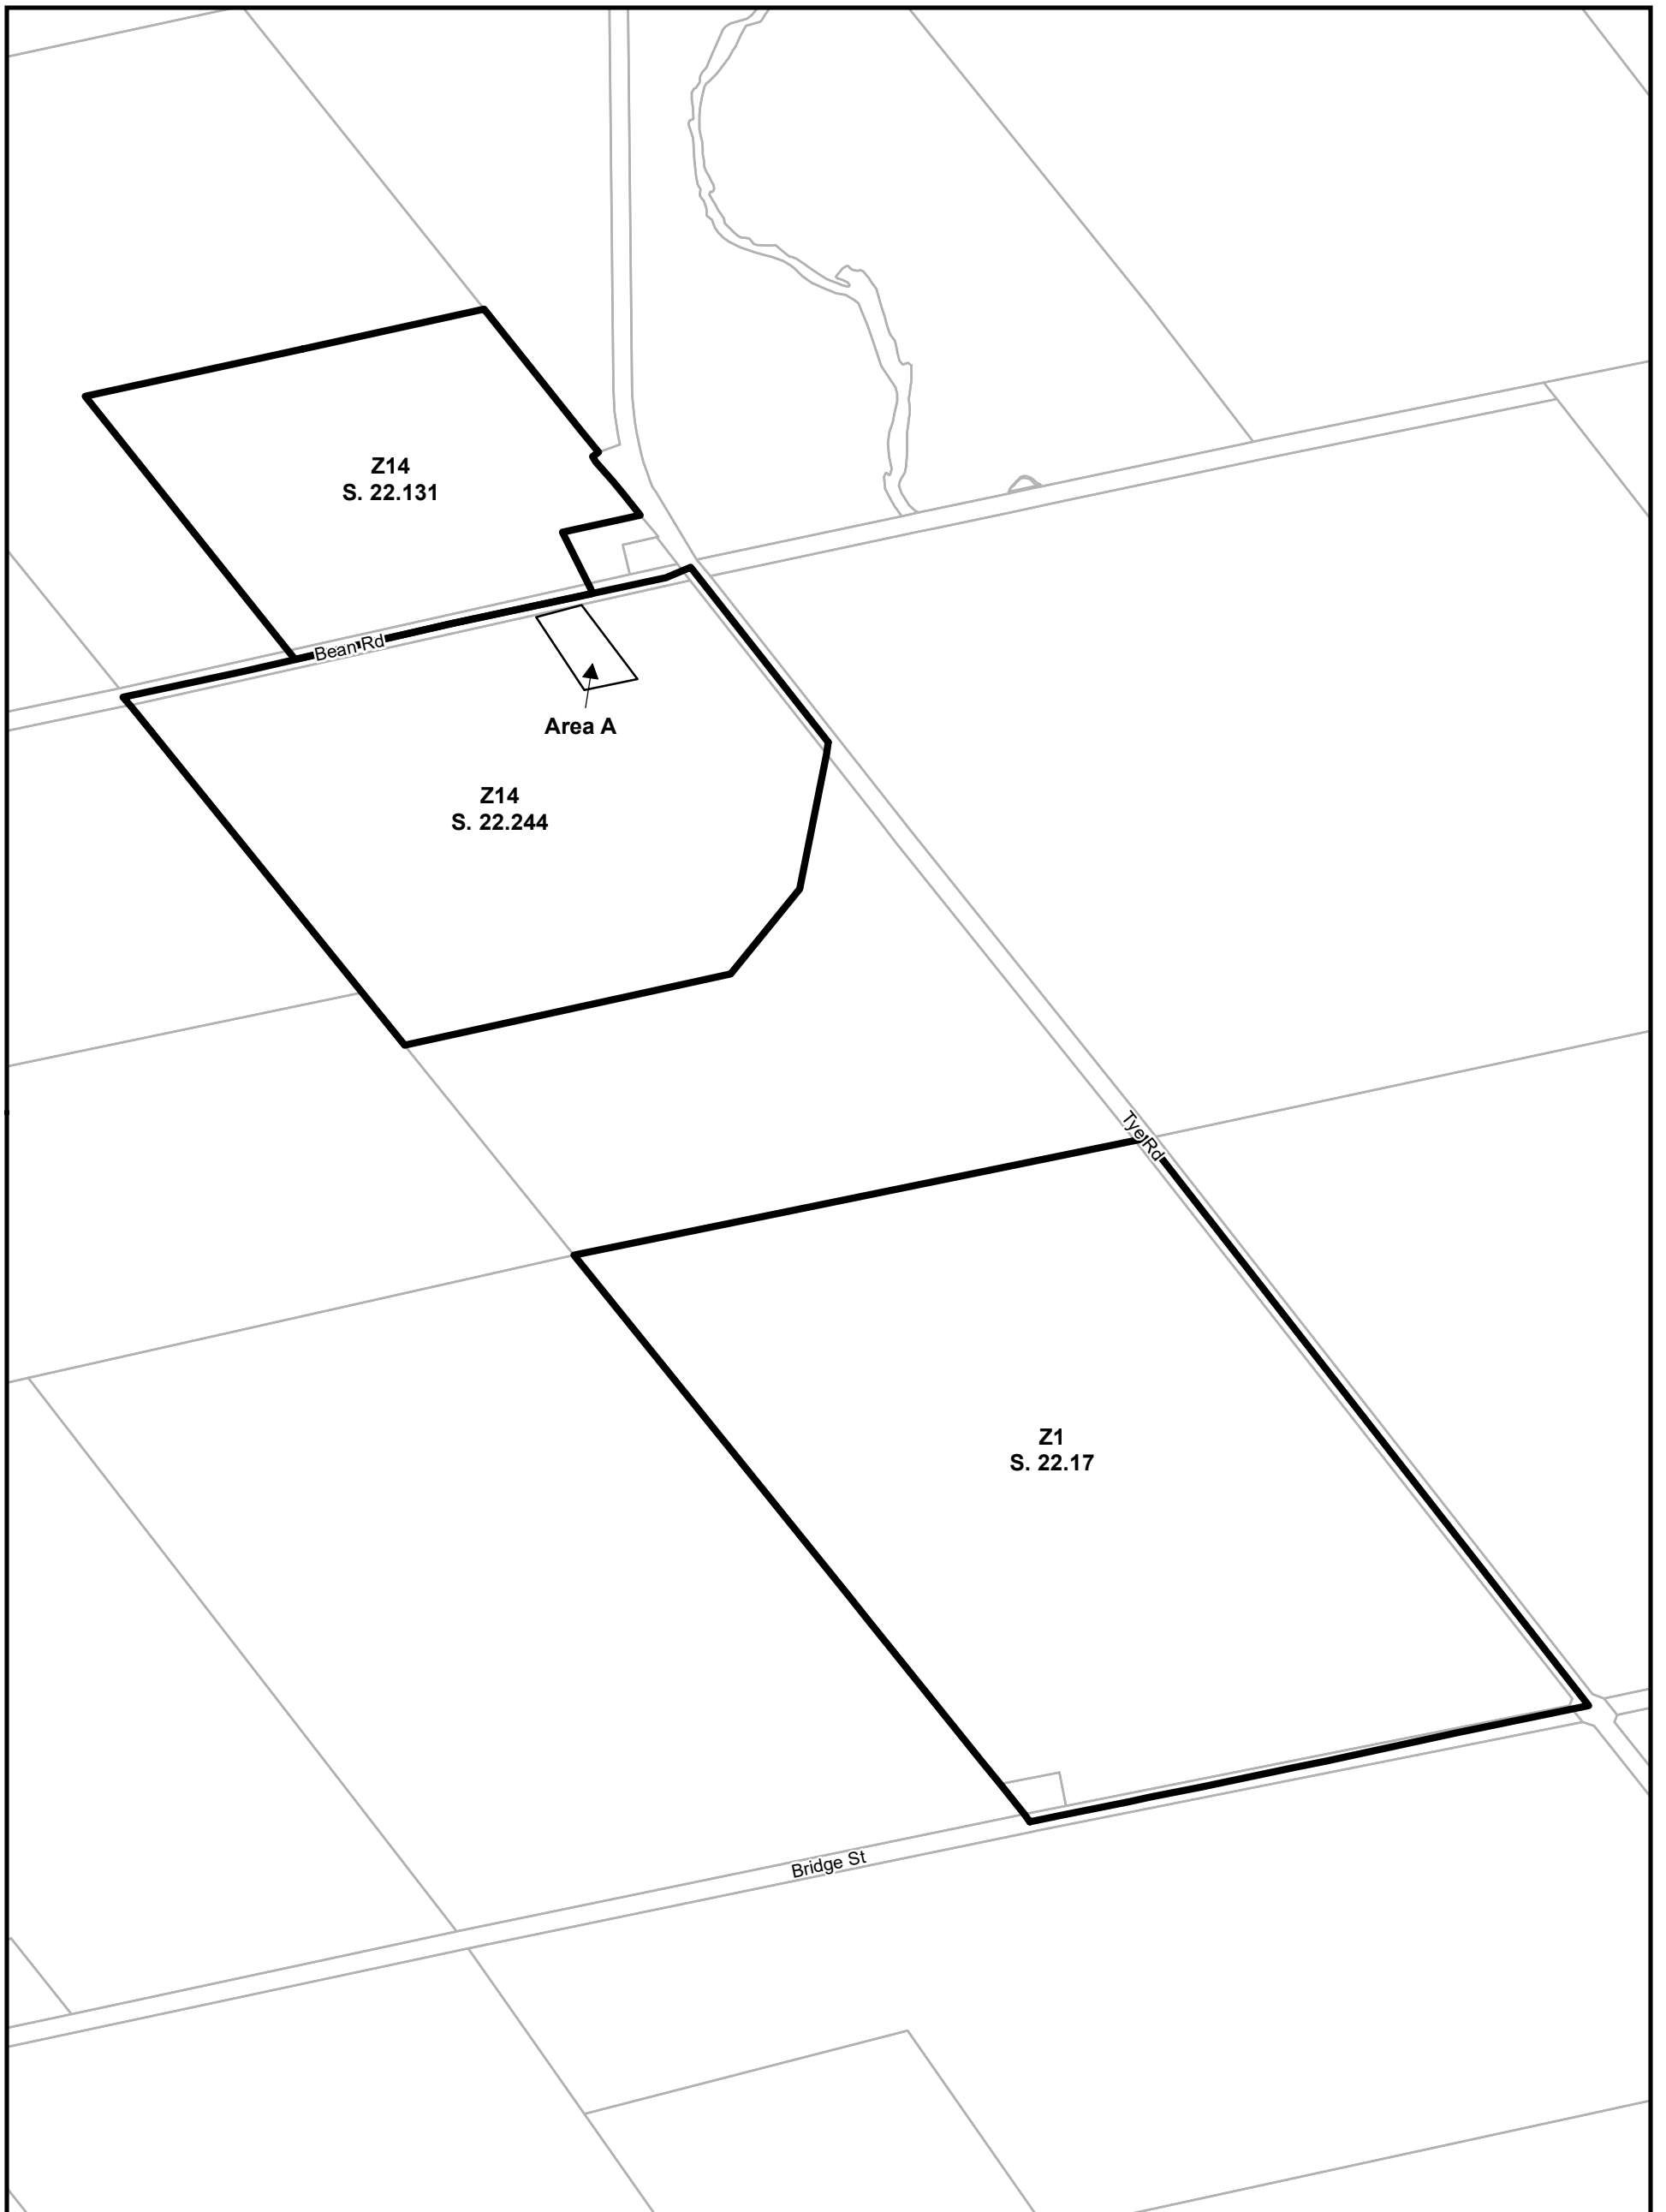 Z14
S. 22.131
Bean Rd
Area A
Z14
S. 22.244
Tye Rd
Z1
S. 22.17
Bridge St